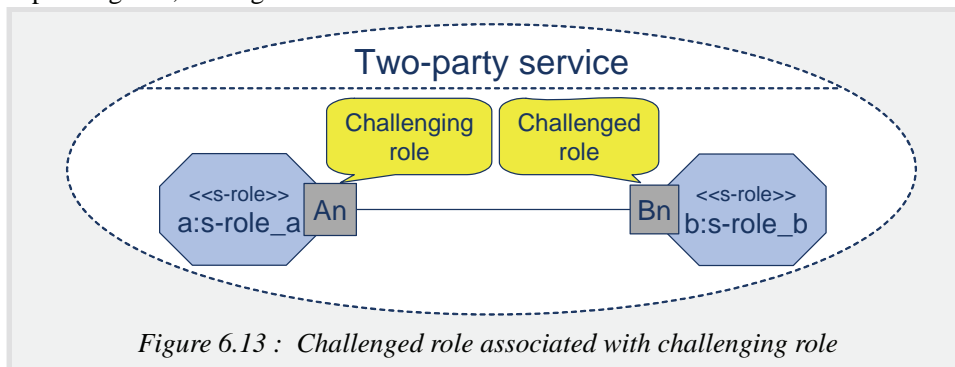 Two-party service
Challenging
role
Challenged
role
<<s-role>>
a:s-role_a
An
Bn
<<s-role>>
b:s-role_b
Figure 6.13 : Challenged role associated with challenging role